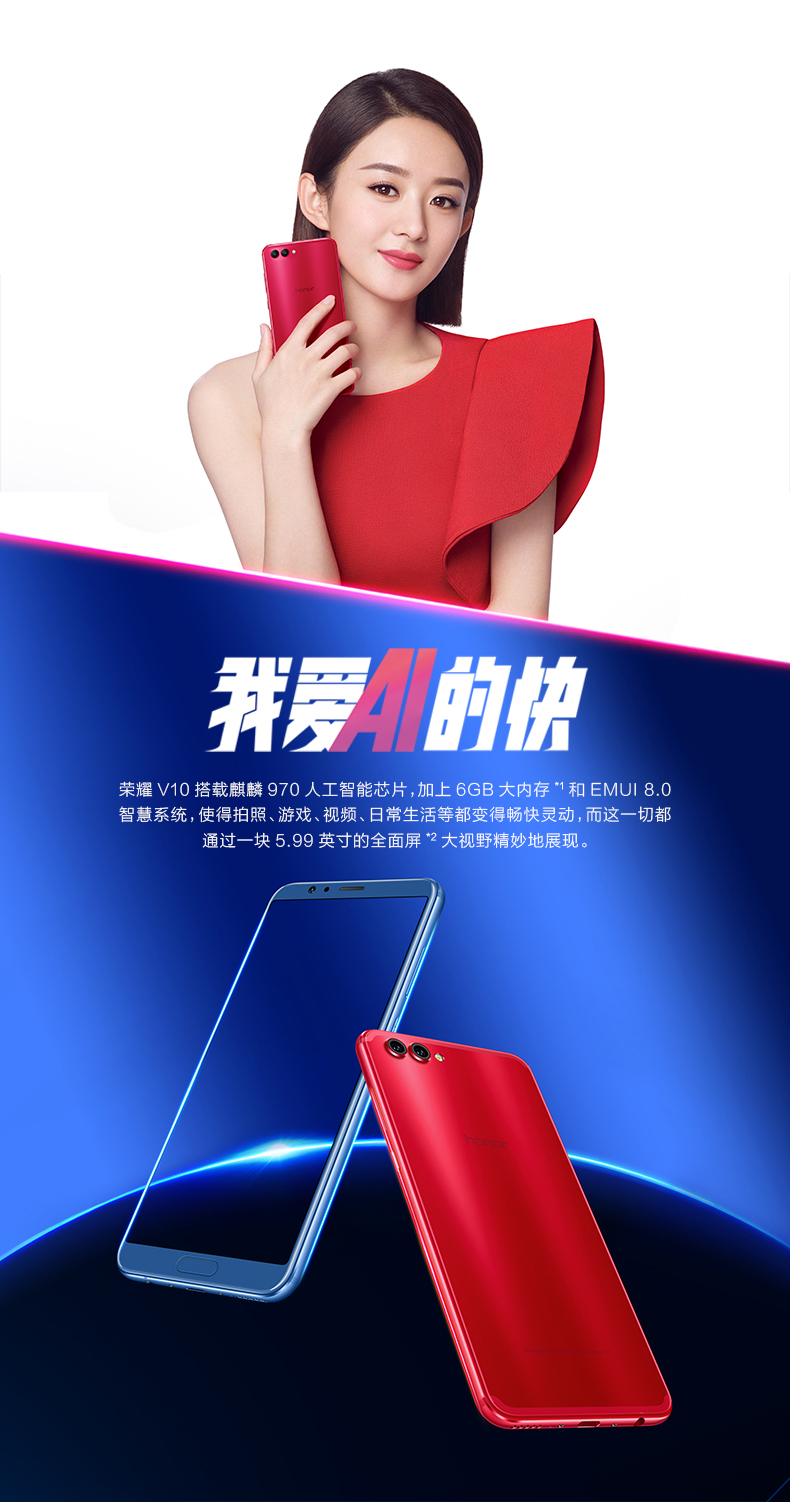 honor
我爱AI的快
荣耀 V10 搭载麒麟 970 人工智能芯片，加上 6GB 大内存 *1 和 EMUI 8.0
智慧系统，使得拍照、游戏、视频、日常生活等都变得畅快灵动，而这一切都
通过一块 5.99 英寸的全面屏 *2 大视野精妙地展现。
honor